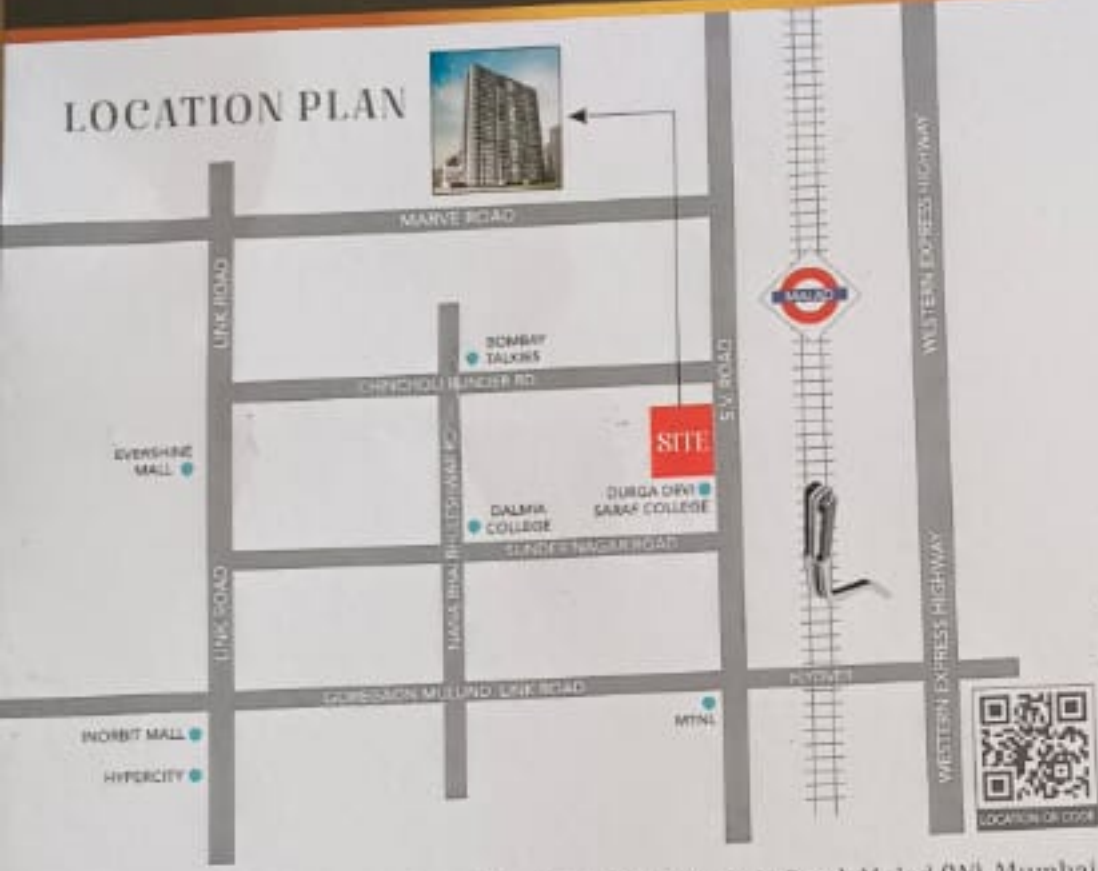 LOCATION PLAN
MARVE ROAD
LINK ROAD
WESTERN EXPRESS HIGHWAY
MALAD
BOMBAY
TALKIES
CHINCHOLI BUNDER RD
S V ROAD
SITE
EVERSHINE
MALL
DURGA DEVI
SARAF COLLEGE
DALMIA
COLLEGE
SUNDER NAGAR ROAD
LINK ROAD
WESTERN EXPRESS HIGHWAY
GOREGAON MULUND LINK ROAD
FLYOVER
MTNL
INORBIT MALL
HYPERCITY
LOCATION QR CODE
Mumbai